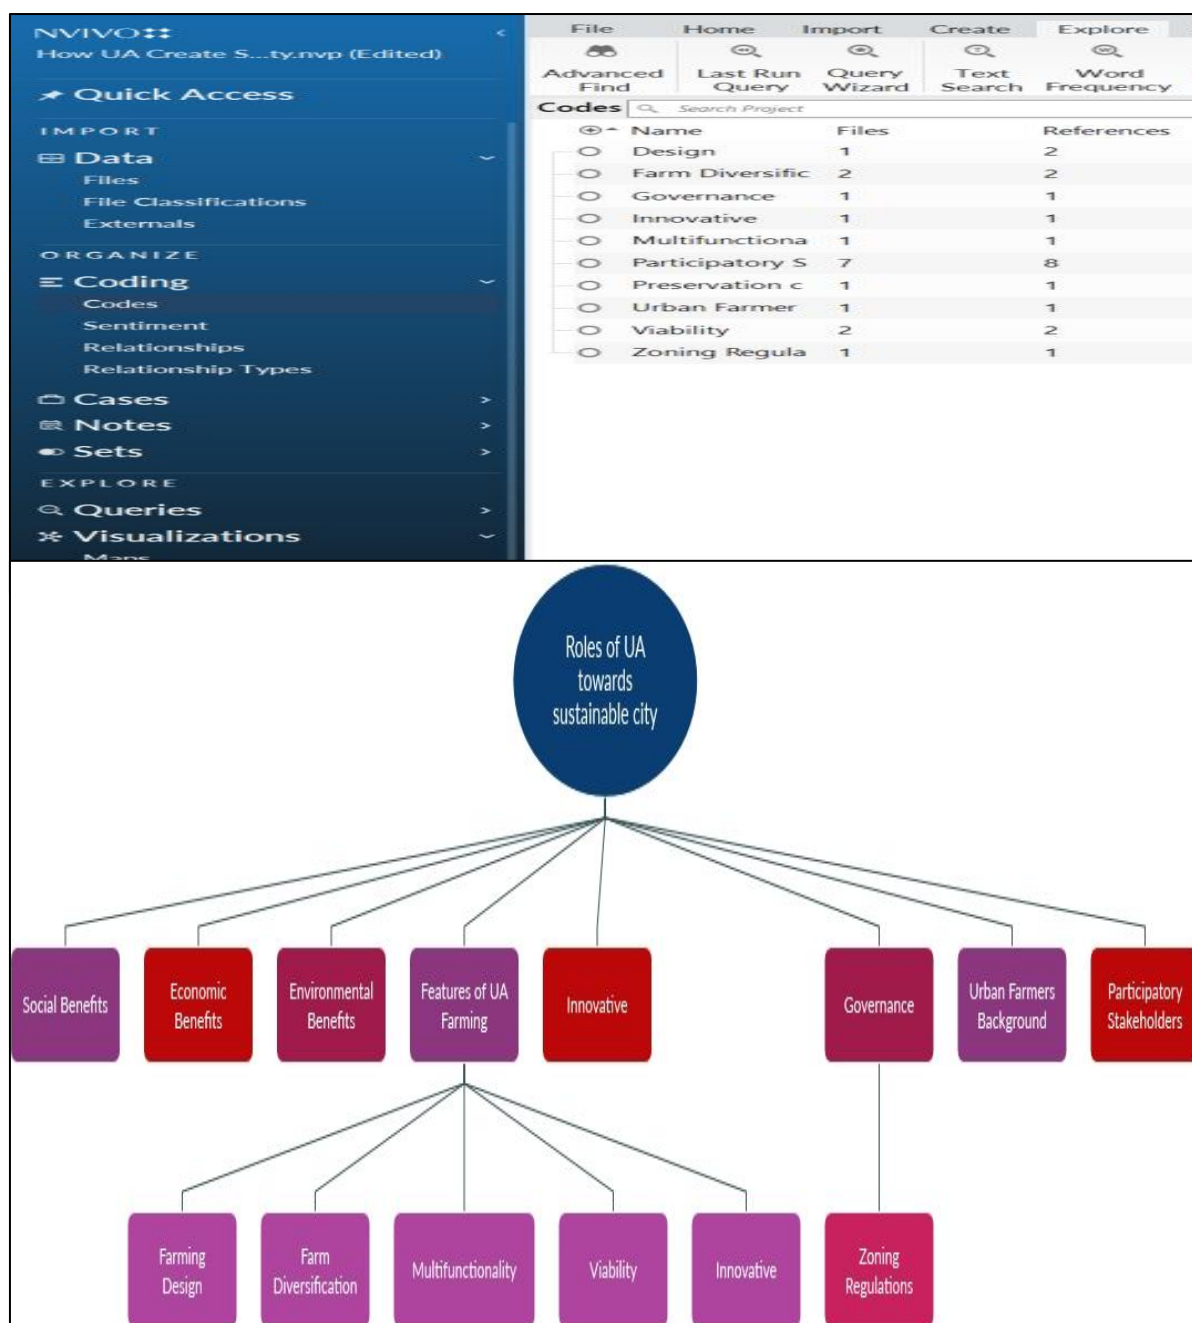 NVIVO
How UA Create S...ty.nvp (Edited)
Quick Access
IMPORT
Data
Files
File Classifications
Externals
ORGANIZE
Coding
Codes
Sentiment
Relationships
Relationship Types
Cases
Notes
Sets
EXPLORE
Queries
Visualizations
Maps
File Home Import Create Explore
Advanced Find
Last Run Query
Query Wizard
Text Search
Word Frequency
Codes Search Project
Name Files References
Design 1 2
Farm Diversific 2 2
Governance 1 1
Innovative 1 1
Multifunctiona 1 1
Participatory S 7 8
Preservation c 1 1
Urban Farmer 1 1
Viability 2 2
Zoning Regula 1 1
Roles of UA
towards
sustainable city
Social Benefits
Economic
Benefits
Environmental
Benefits
Features of UA
Farming
Innovative
Governance
Urban Farmers
Background
Participatory
Stakeholders
Farming
Design
Farm
Diversification
Multifunctionality
Viability
Innovative
Zoning
Regulations